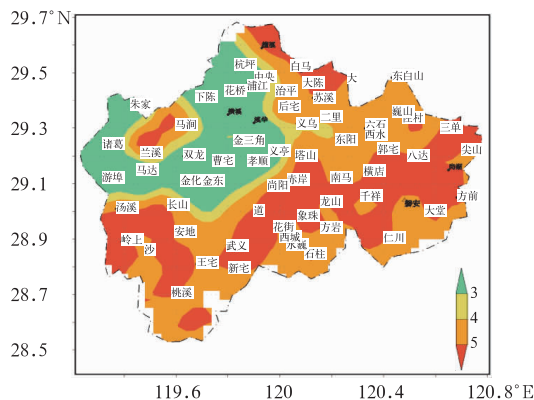 29.7°N
29.5
29.3
29.1
28.9
28.7
28.5
119.6
120
120.4
120.8°E
3
4
5
杭坪
白马
中央
浦江
大陈
大
东白山
下陈
花桥
治平
苏溪
朱家
后宅
二里
巍山
马涧
义乌
六石
三单
诸葛
兰溪
金三角
东阳
西水
双龙
曹宅
孝顺
义亭
塔山
郭宅
八达
尖山
马达
游埠
金化
金东
尚阳
赤岸
南马
横店
千祥
方前
汤溪
长山
道
象珠
龙山
大堂
岭上
沙
安地
武义
花街
西城
方岩
仁川
王宅
新宅
石柱
桃溪